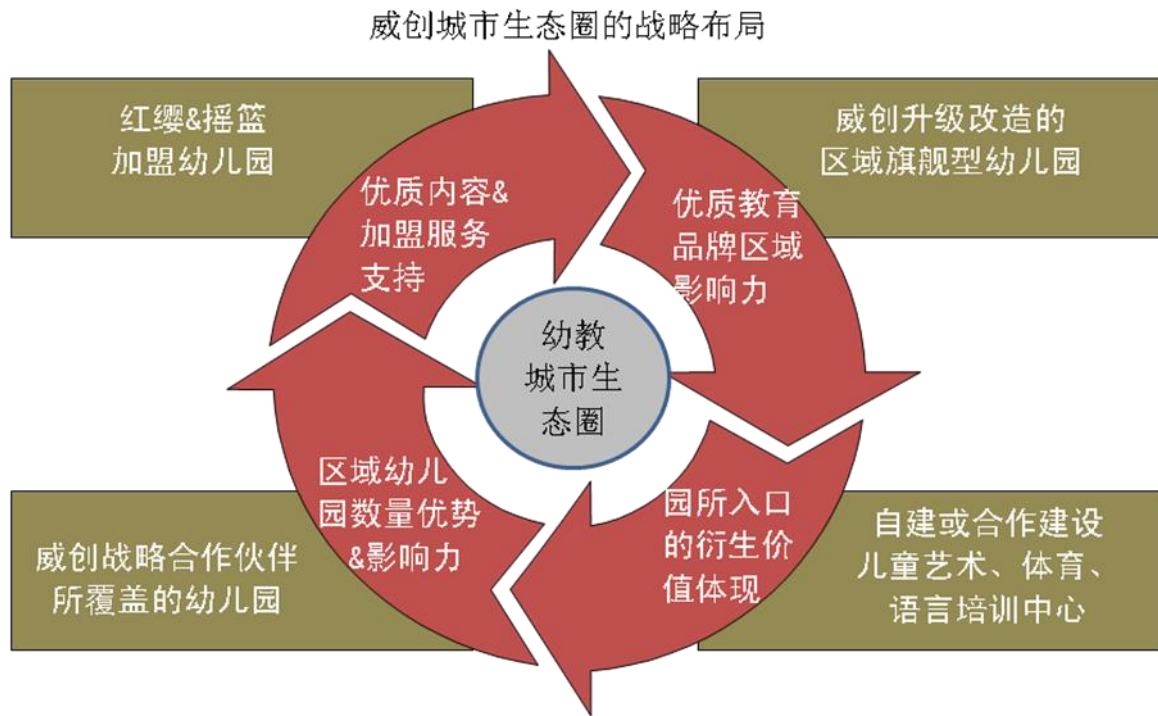 威创城市生态圈的战略布局
红缨&摇篮
加盟幼儿园
威创升级改造的
区域旗舰型幼儿园
优质内容&
加盟服务
支持
优质教育
品牌区域
影响力
幼教
城市生
态圈
区域幼儿
园数量优势
&影响力
园所入口
的衍生价
值体现
威创战略合作伙伴
所覆盖的幼儿园
自建或合作建设
儿童艺术、体育、
语言培训中心